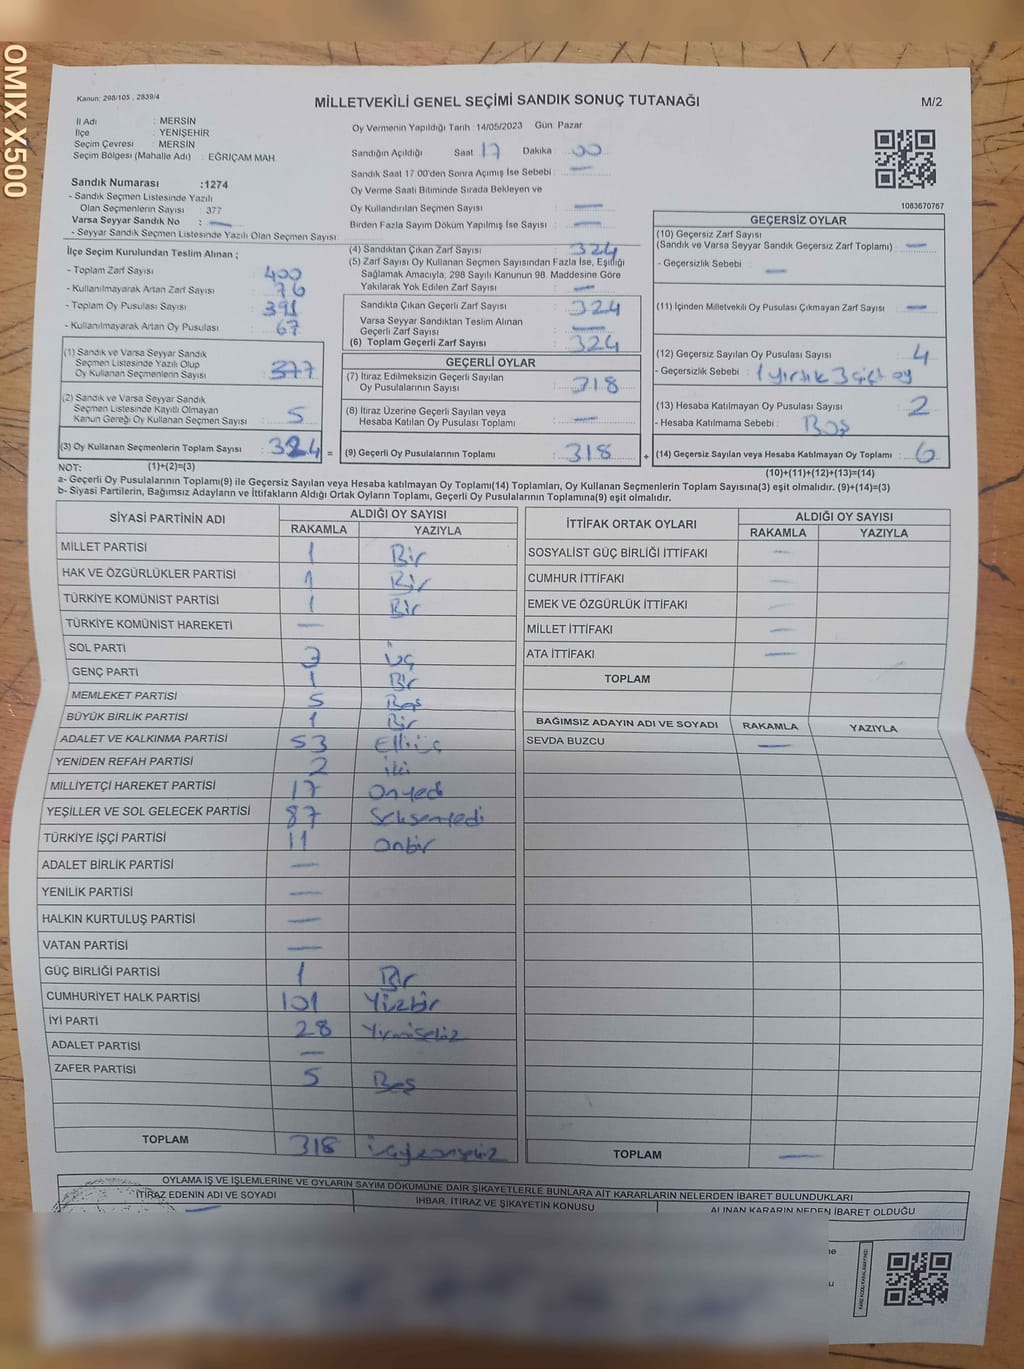 OMIX X500
Kanun: 298/105 , 2839/4
MİLLETVEKİLİ GENEL SEÇİMİ SANDIK SONUÇ TUTANAĞI
M/2
İl Adı : MERSİN
İlçe : YENİŞEHİR
Seçim Çevresi : MERSİN
Seçim Bölgesi (Mahalle Adı) : EĞRİÇAM MAH.
Oy Vermenin Yapıldığı Tarih :14/05/2023 Gün: Pazar
Sandığın Açıldığı Saat 17 Dakika 00
Sandık Saat 17 00'den Sonra Açımış İse Sebebi : —
Oy Verme Saati Bitiminde Sırada Bekleyen ve
Oy Kullandırılan Seçmen Sayısı : —
Birden Fazla Sayım Döküm Yapılmış İse Sayısı : —
1083670767
Sandık Numarası :1274
- Sandık Seçmen Listesinde Yazılı
Olan Seçmenlerin Sayısı : 377
Varsa Seyyar Sandık No : —
- Seyyar Sandık Seçmen Listesinde Yazılı Olan Seçmen Sayısı:
İlçe Seçim Kurulundan Teslim Alınan ;
- Toplam Zarf Sayısı : 400
- Kullanılmayarak Artan Zarf Sayısı : 76
- Toplam Oy Pusulası Sayısı : 391
- Kullanılmayarak Artan Oy Pusulası : 67
(1) Sandık ve Varsa Seyyar Sandık
Seçmen Listesinde Yazılı Olup
Oy Kullanan Seçmenlerin Sayısı : 377
(2) Sandık ve Varsa Seyyar Sandık
Seçmen Listesinde Kayıtlı Olmayan
Kanun Gereği Oy Kullanan Seçmen Sayısı : 5
(3) Oy Kullanan Seçmenlerin Toplam Sayısı : 324 =
(4) Sandıktan Çıkan Zarf Sayısı : 324
(5) Zarf Sayısı Oy Kullanan Seçmen Sayısından Fazla İse, Eşitliği
Sağlamak Amacıyla, 298 Sayılı Kanunun 98. Maddesine Göre
Yakılarak Yok Edilen Zarf Sayısı : —
Sandıkta Çıkan Geçerli Zarf Sayısı : 324
Varsa Seyyar Sandıktan Teslim Alınan
Geçerli Zarf Sayısı : —
(6) Toplam Geçerli Zarf Sayısı : 324
GEÇERLİ OYLAR
(7) İtiraz Edilmeksizin Geçerli Sayılan
Oy Pusulalarının Sayısı : 318
(8) İtiraz Üzerine Geçerli Sayılan veya
Hesaba Katılan Oy Pusulası Toplamı : —
(9) Geçerli Oy Pusulalarının Toplamı : 318 +
GEÇERSİZ OYLAR
(10) Geçersiz Zarf Sayısı
(Sandık ve Varsa Seyyar Sandık Geçersiz Zarf Toplamı) : —
- Geçersizlik Sebebi : —
(11) İçinden Milletvekili Oy Pusulası Çıkmayan Zarf Sayısı : —
(12) Geçersiz Sayılan Oy Pusulası Sayısı : 4
- Geçersizlik Sebebi : 1 yırtık 3 çift oy
(13) Hesaba Katılmayan Oy Pusulası Sayısı : 2
- Hesaba Katılmama Sebebi : Boş
(14) Geçersiz Sayılan veya Hesaba Katılmayan Oy Toplamı : 6
NOT: (1)+(2)=(3)
(10)+(11)+(12)+(13)=(14)
a- Geçerli Oy Pusulalarının Toplamı(9) ile Geçersiz Sayılan veya Hesaba katılmayan Oy Toplamı(14) Toplamları, Oy Kullanan Seçmenlerin Toplam Sayısına(3) eşit olmalıdır. (9)+(14)=(3)
b- Siyasi Partilerin, Bağımsız Adayların ve İttifakların Aldığı Ortak Oyların Toplamı, Geçerli Oy Pusulalarının Toplamına(9) eşit olmalıdır.
SİYASİ PARTİNİN ADI ALDIĞI OY SAYISI
RAKAMLA YAZIYLA
MİLLET PARTİSİ 1 Bir
HAK VE ÖZGÜRLÜKLER PARTİSİ 1 Bir
TÜRKİYE KOMÜNİST PARTİSİ 1 Bir
TÜRKİYE KOMÜNİST HAREKETİ —
SOL PARTİ 3 üç
GENÇ PARTİ 1 Bir
MEMLEKET PARTİSİ 5 Beş
BÜYÜK BİRLİK PARTİSİ 1 Bir
ADALET VE KALKINMA PARTİSİ 53 Elliüç
YENİDEN REFAH PARTİSİ 2 iki
MİLLİYETÇİ HAREKET PARTİSİ 17 Onyedi
YEŞİLLER VE SOL GELECEK PARTİSİ 87 Seksenyedi
TÜRKİYE İŞÇİ PARTİSİ 11 Onbir
ADALET BİRLİK PARTİSİ —
YENİLİK PARTİSİ —
HALKIN KURTULUŞ PARTİSİ —
VATAN PARTİSİ —
GÜÇ BİRLİĞİ PARTİSİ 1 Bir
CUMHURİYET HALK PARTİSİ 101 Yüzbir
İYİ PARTİ 28 Yirmisekiz
ADALET PARTİSİ —
ZAFER PARTİSİ 5 Beş
TOPLAM 318 üçyüzonsekiz
İTTİFAK ORTAK OYLARI ALDIĞI OY SAYISI
RAKAMLA YAZIYLA
SOSYALİST GÜÇ BİRLİĞİ İTTİFAKI —
CUMHUR İTTİFAKI —
EMEK VE ÖZGÜRLÜK İTTİFAKI —
MİLLET İTTİFAKI —
ATA İTTİFAKI —
TOPLAM
BAĞIMSIZ ADAYIN ADI VE SOYADI RAKAMLA YAZIYLA
SEVDA BUZCU —
TOPLAM —
OYLAMA İŞ VE İŞLEMLERİNE VE OYLARIN SAYIM DÖKÜMÜNE DAİR ŞİKAYETLERLE BUNLARA AİT KARARLARIN NELERDEN İBARET BULUNDUKLARI
İTİRAZ EDENİN ADI VE SOYADI İHBAR, İTİRAZ VE ŞİKAYETİN KONUSU ALINAN KARARIN NEDEN İBARET OLDUĞU
—